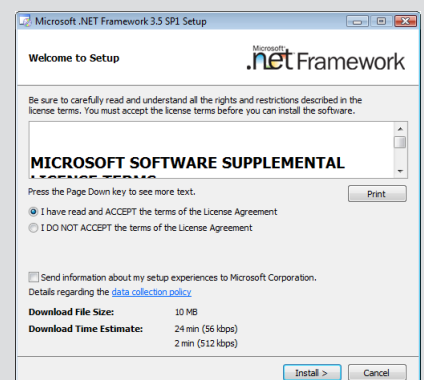 Microsoft .NET Framework 3.5 SP1 Setup
Welcome to Setup
Microsoft
.net Framework
Be sure to carefully read and understand all the rights and restrictions described in the
license terms. You must accept the license terms before you can install the software.
MICROSOFT SOFTWARE SUPPLEMENTAL
LICENSE TERMS
Press the Page Down key to see more text.
Print
I have read and ACCEPT the terms of the License Agreement
I DO NOT ACCEPT the terms of the License Agreement
Send information about my setup experiences to Microsoft Corporation.
Details regarding the data collection policy
Download File Size: 10 MB
Download Time Estimate: 24 min (56 kbps)
2 min (512 kbps)
Install > Cancel